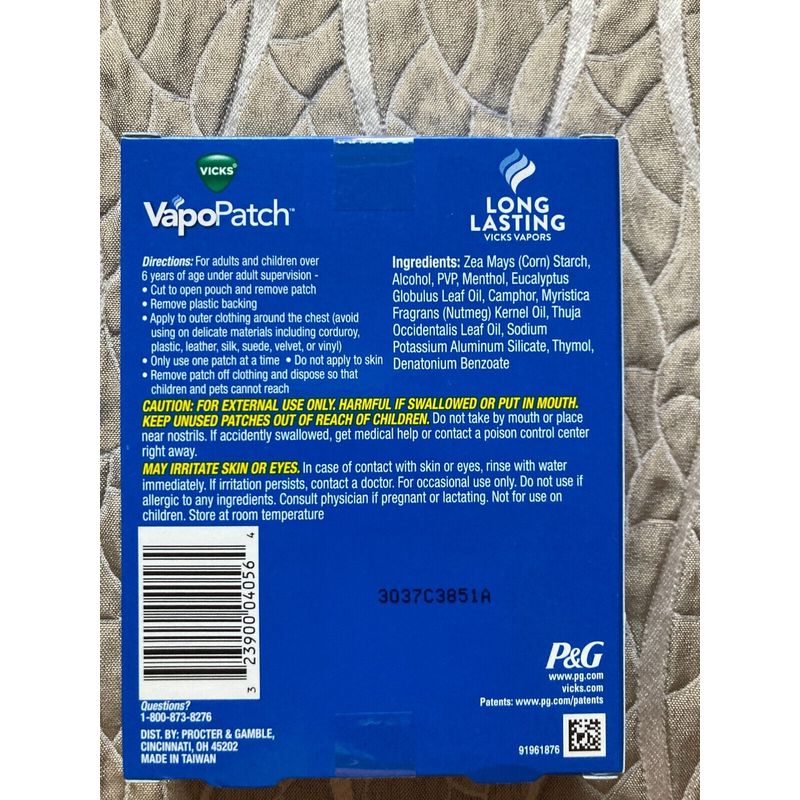 VICKS®
VapoPatch™
LONG
LASTING
VICKS VAPORS
Directions: For adults and children over
6 years of age under adult supervision -
• Cut to open pouch and remove patch
• Remove plastic backing
• Apply to outer clothing around the chest (avoid
using on delicate materials including corduroy,
plastic, leather, silk, suede, velvet, or vinyl)
• Only use one patch at a time • Do not apply to skin
• Remove patch off clothing and dispose so that
children and pets cannot reach
Ingredients: Zea Mays (Corn) Starch,
Alcohol, PVP, Menthol, Eucalyptus
Globulus Leaf Oil, Camphor, Myristica
Fragrans (Nutmeg) Kernel Oil, Thuja
Occidentalis Leaf Oil, Sodium
Potassium Aluminum Silicate, Thymol,
Denatonium Benzoate
CAUTION: FOR EXTERNAL USE ONLY. HARMFUL IF SWALLOWED OR PUT IN MOUTH.
KEEP UNUSED PATCHES OUT OF REACH OF CHILDREN. Do not take by mouth or place
near nostrils. If accidently swallowed, get medical help or contact a poison control center
right away.
MAY IRRITATE SKIN OR EYES. In case of contact with skin or eyes, rinse with water
immediately. If irritation persists, contact a doctor. For occasional use only. Do not use if
allergic to any ingredients. Consult physician if pregnant or lactating. Not for use on
children. Store at room temperature
3 23900 04056 4
3037C3851A
Questions?
1-800-873-8276
DIST. BY: PROCTER & GAMBLE,
CINCINNATI, OH 45202
MADE IN TAIWAN
P&G
www.pg.com
vicks.com
Patents: www.pg.com/patents
91961876